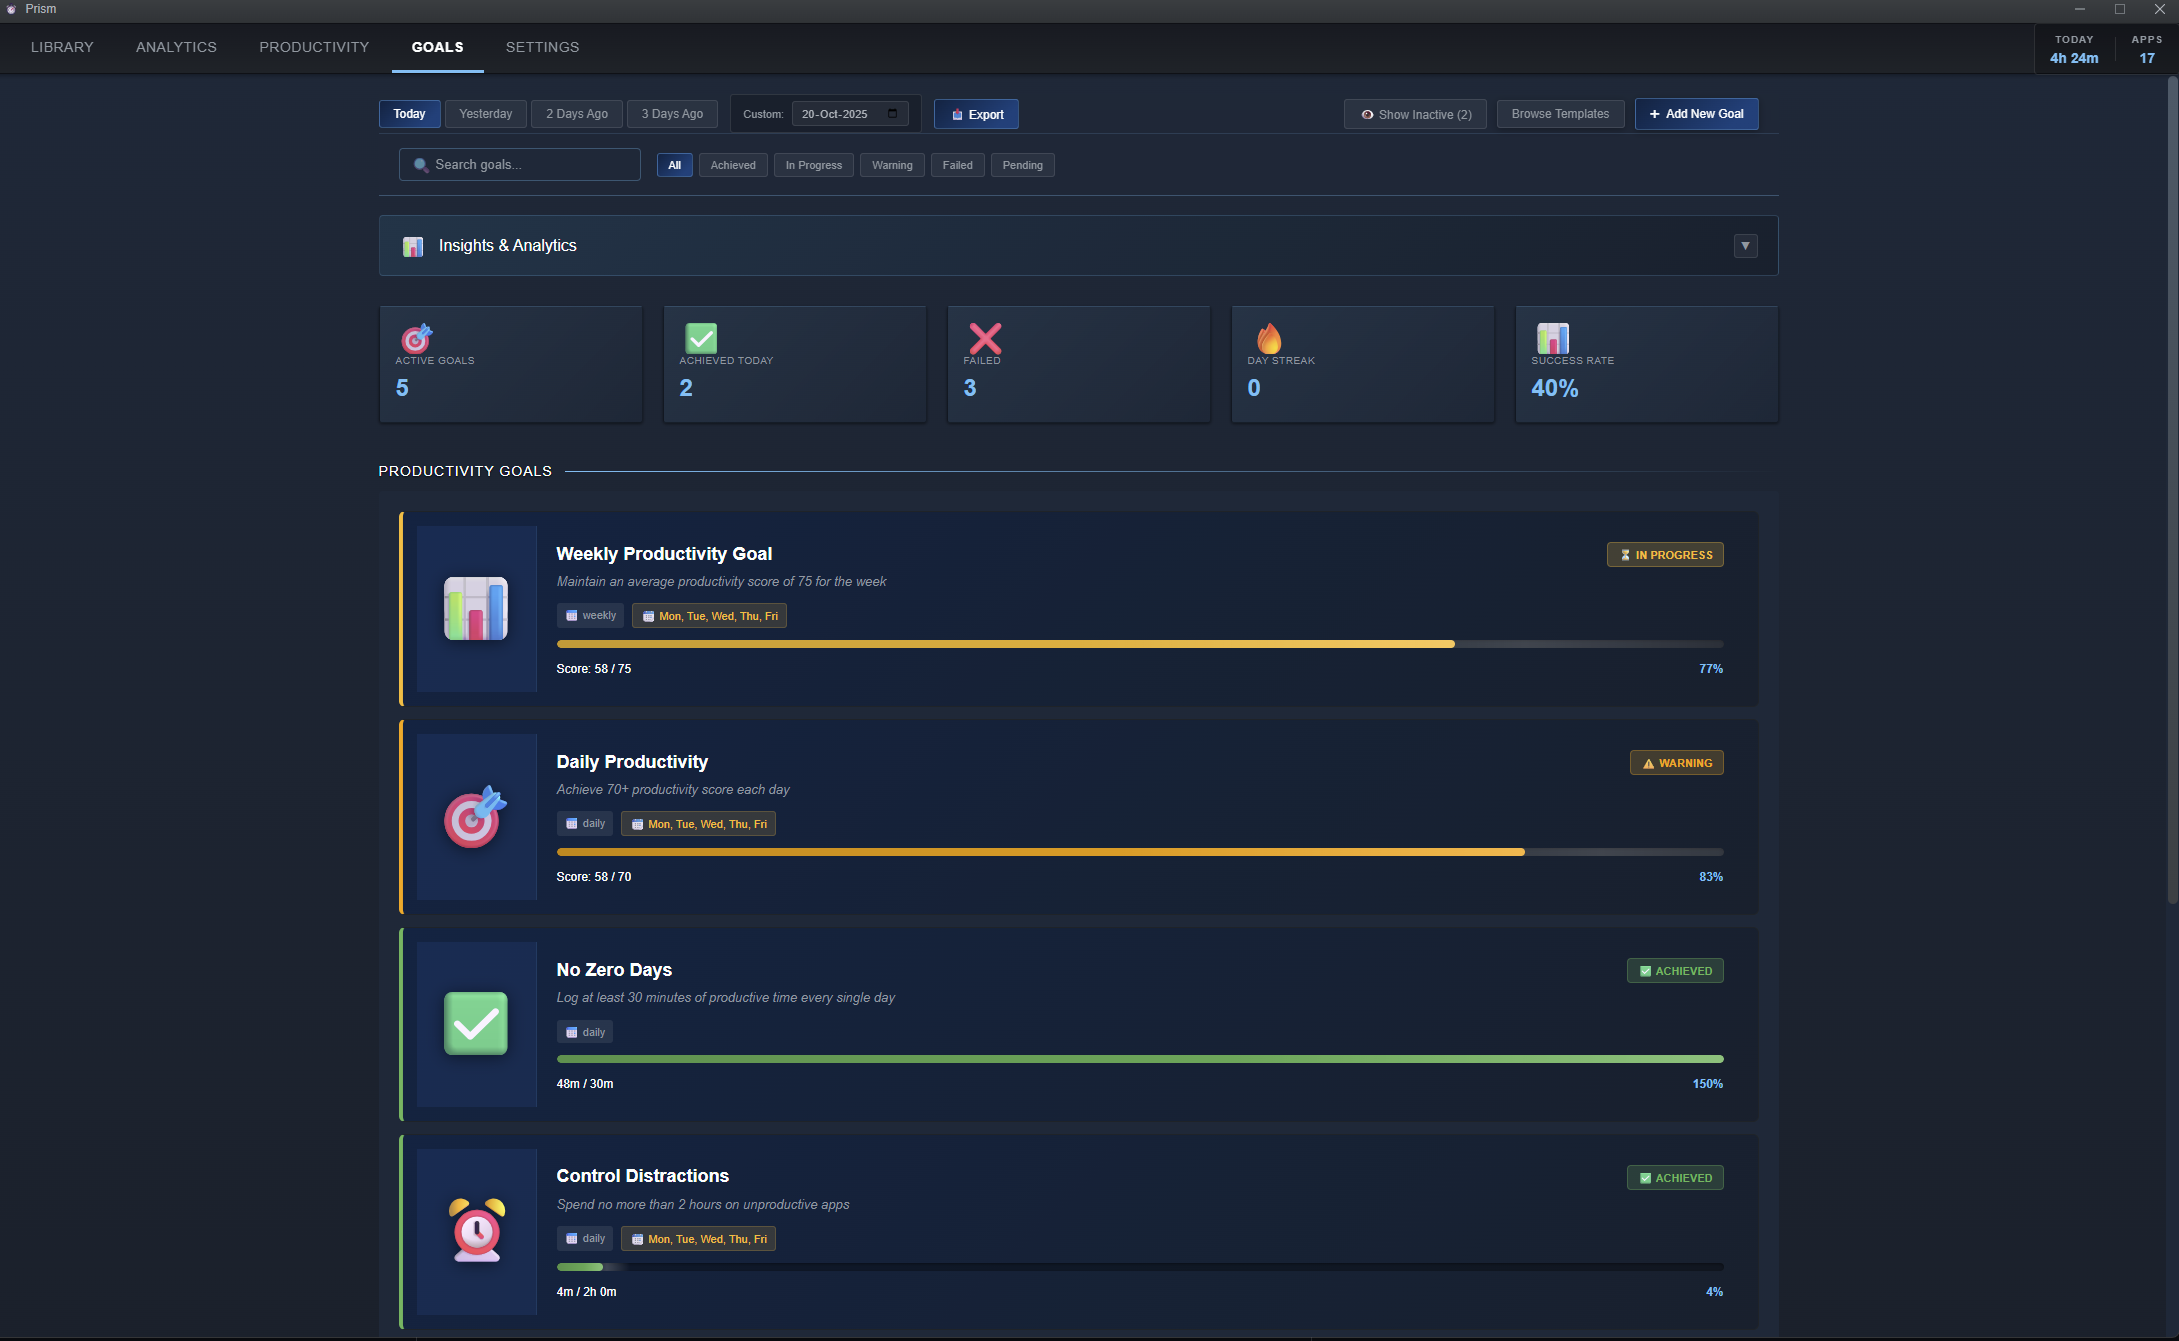 Prism
LIBRARY ANALYTICS PRODUCTIVITY GOALS SETTINGS
TODAY APPS
4h 24m 17
Today Yesterday 2 Days Ago 3 Days Ago Custom: 20-Oct-2025 Export Show Inactive (2) Browse Templates + Add New Goal
Search goals... All Achieved In Progress Warning Failed Pending
Insights & Analytics ▼
ACTIVE GOALS ACHIEVED TODAY FAILED DAY STREAK SUCCESS RATE
5 2 3 0 40%
PRODUCTIVITY GOALS
Weekly Productivity Goal IN PROGRESS
Maintain an average productivity score of 75 for the week
weekly Mon, Tue, Wed, Thu, Fri
Score: 58 / 75 77%
Daily Productivity WARNING
Achieve 70+ productivity score each day
daily Mon, Tue, Wed, Thu, Fri
Score: 58 / 70 83%
No Zero Days ACHIEVED
Log at least 30 minutes of productive time every single day
daily
48m / 30m 150%
Control Distractions ACHIEVED
Spend no more than 2 hours on unproductive apps
daily Mon, Tue, Wed, Thu, Fri
4m / 2h 0m 4%